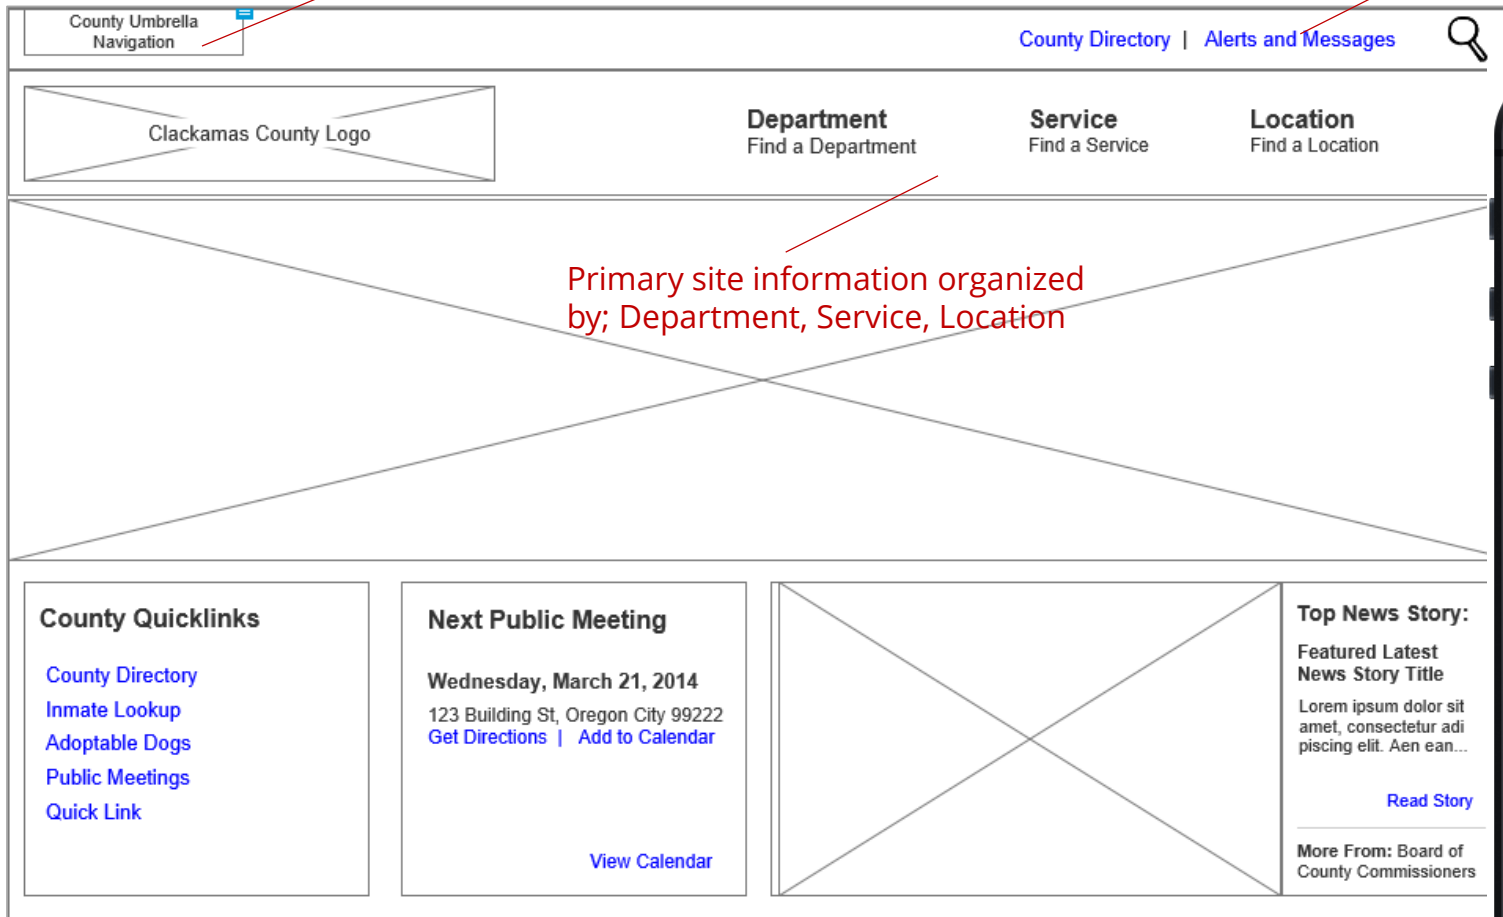 County Umbrella
Navigation
County Directory | Alerts and Messages
Clackamas County Logo
Department
Find a Department
Service
Find a Service
Location
Find a Location
Primary site information organized
by; Department, Service, Location
County Quicklinks
County Directory
Inmate Lookup
Adoptable Dogs
Public Meetings
Quick Link
Next Public Meeting
Wednesday, March 21, 2014
123 Building St, Oregon City 99222
Get Directions | Add to Calendar
View Calendar
Top News Story:
Featured Latest
News Story Title
Lorem ipsum dolor sit
amet, consectetur adi
piscing elit. Aen ean...
Read Story
More From: Board of
County Commissioners